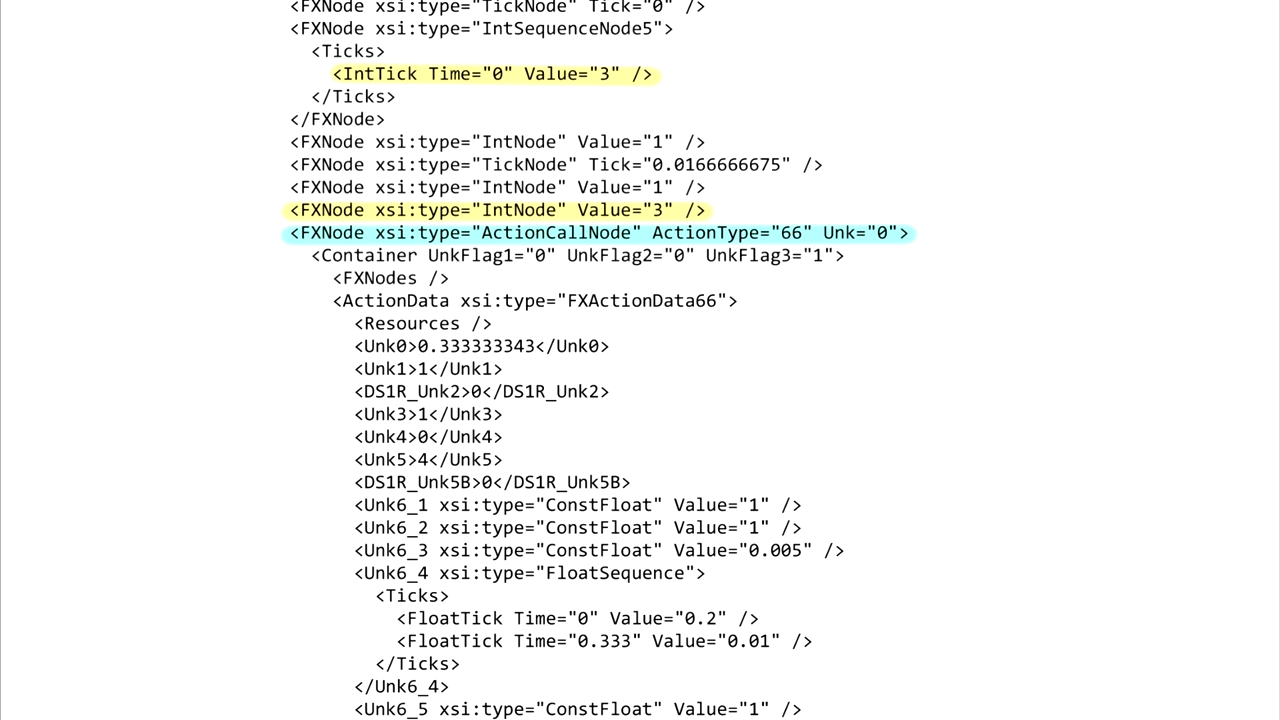 <FXNode xsi:type="TickNode" Tick="0" />
<FXNode xsi:type="IntSequenceNode5">
<Ticks>
<IntTick Time="0" Value="3" />
</Ticks>
</FXNode>
<FXNode xsi:type="IntNode" Value="1" />
<FXNode xsi:type="TickNode" Tick="0.0166666675" />
<FXNode xsi:type="IntNode" Value="1" />
<FXNode xsi:type="IntNode" Value="3" />
<FXNode xsi:type="ActionCallNode" ActionType="66" Unk="0">
<Container UnkFlag1="0" UnkFlag2="0" UnkFlag3="1">
<FXNodes />
<ActionData xsi:type="FXActionData66">
<Resources />
<Unk0>0.333333343</Unk0>
<Unk1>1</Unk1>
<DS1R_Unk2>0</DS1R_Unk2>
<Unk3>1</Unk3>
<Unk4>0</Unk4>
<Unk5>4</Unk5>
<DS1R_Unk5B>0</DS1R_Unk5B>
<Unk6_1 xsi:type="ConstFloat" Value="1" />
<Unk6_2 xsi:type="ConstFloat" Value="1" />
<Unk6_3 xsi:type="ConstFloat" Value="0.005" />
<Unk6_4 xsi:type="FloatSequence">
<Ticks>
<FloatTick Time="0" Value="0.2" />
<FloatTick Time="0.333" Value="0.01" />
</Ticks>
</Unk6_4>
<Unk6_5 xsi:type="ConstFloat" Value="1" />